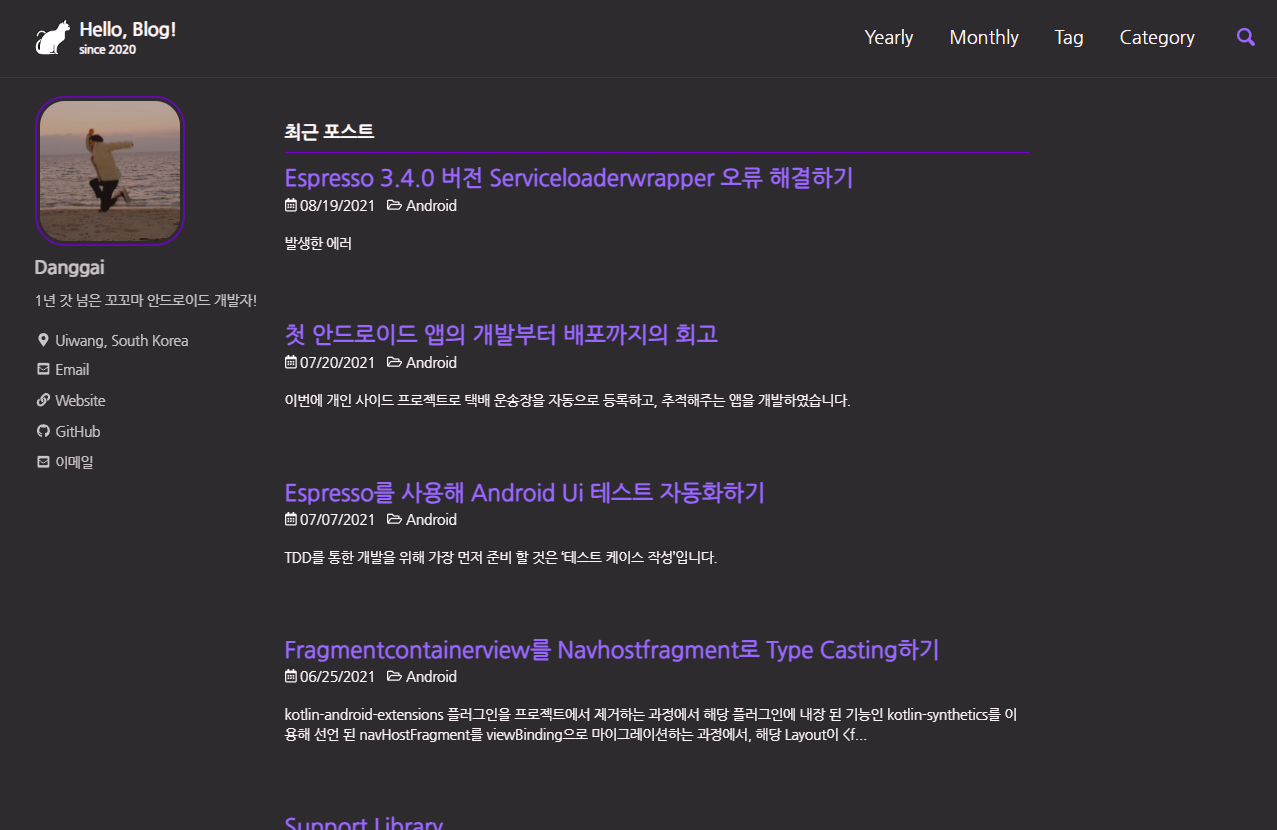 Hello, Blog!
since 2020
Yearly
Monthly
Tag
Category
Danggai
1년 갓 넘은 꼬꼬마 안드로이드 개발자!
Uiwang, South Korea
Email
Website
GitHub
이메일
최근 포스트
Espresso 3.4.0 버전 Serviceloaderwrapper 오류 해결하기
08/19/2021 Android
발생한 에러
첫 안드로이드 앱의 개발부터 배포까지의 회고
07/20/2021 Android
이번에 개인 사이드 프로젝트로 택배 운송장을 자동으로 등록하고, 추적해주는 앱을 개발하였습니다.
Espresso를 사용해 Android Ui 테스트 자동화하기
07/07/2021 Android
TDD를 통한 개발을 위해 가장 먼저 준비 할 것은 ‘테스트 케이스 작성’입니다.
Fragmentcontainerview를 Navhostfragment로 Type Casting하기
06/25/2021 Android
kotlin-android-extensions 플러그인을 프로젝트에서 제거하는 과정에서 해당 플러그인에 내장 된 기능인 kotlin-synthetics를 이
용해 선언 된 navHostFragment를 viewBinding으로 마이그레이션하는 과정에서, 해당 Layout이 <f...
Support Library